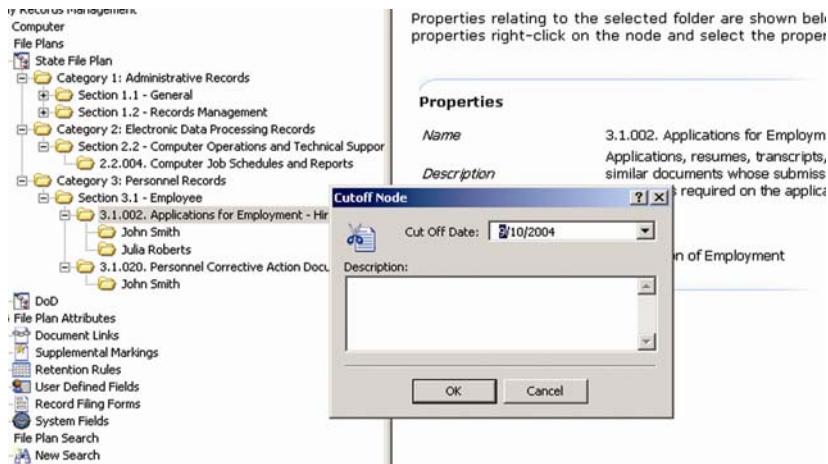 y Records Management
Computer
File Plans
State File Plan
Category 1: Administrative Records
Section 1.1 - General
Section 1.2 - Records Management
Category 2: Electronic Data Processing Records
Section 2.2 - Computer Operations and Technical Suppor
2.2.004. Computer Job Schedules and Reports
Category 3: Personnel Records
Section 3.1 - Employee
3.1.002. Applications for Employment - Hir
John Smith
Julia Roberts
3.1.020. Personnel Corrective Action Docu
John Smith
DoD
File Plan Attributes
Document Links
Supplemental Markings
Retention Rules
User Defined Fields
Record Filing Forms
System Fields
File Plan Search
New Search
Properties relating to the selected folder are shown bel
properties right-click on the node and select the proper
Properties
Name 3.1.002. Applications for Employm
Applications, resumes, transcripts,
Description similar documents whose submiss
required on the applica
n of Employment
Cutoff Node
Cut Off Date: 9/10/2004
Description:
OK Cancel